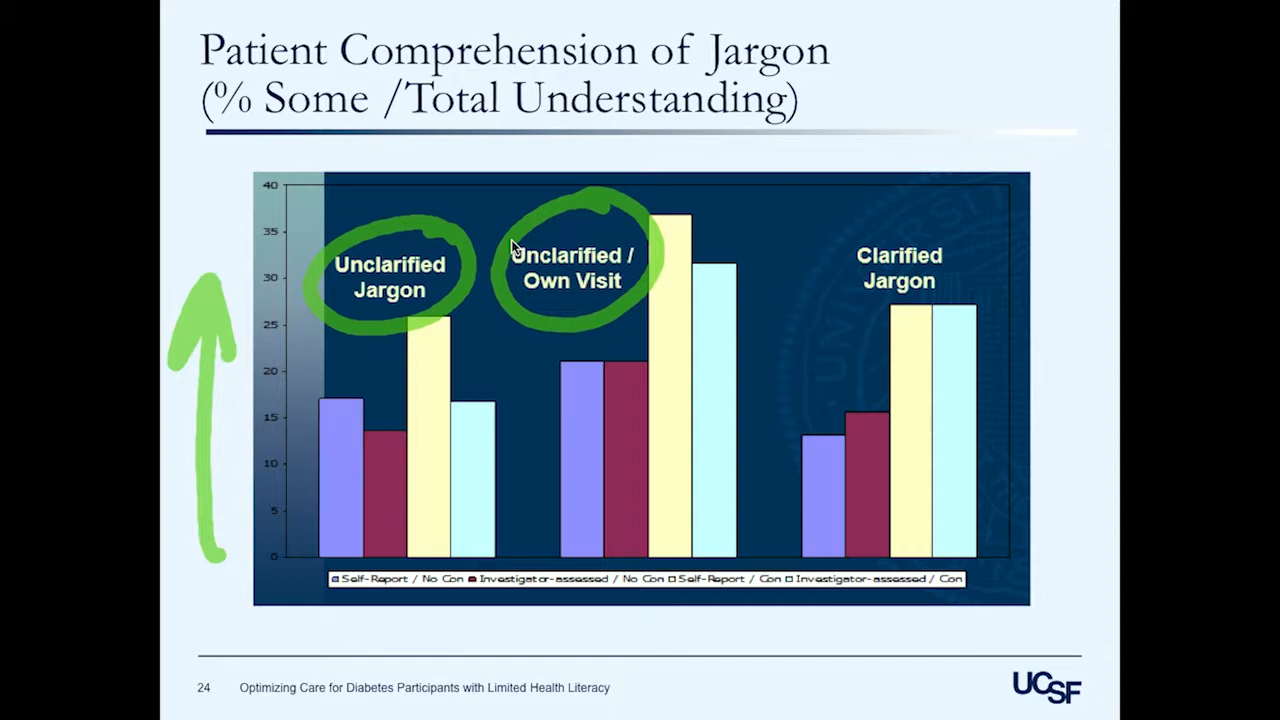 Patient Comprehension of Jargon
(% Some /Total Understanding)
40
35
30
25
20
15
10
5
0
Unclarified
Jargon
Unclarified /
Own Visit
Clarified
Jargon
Self-Report / No Con Investigator-assessed / No Con Self-Report / Con Investigator-assessed / Con
24 Optimizing Care for Diabetes Participants with Limited Health Literacy
UCSF